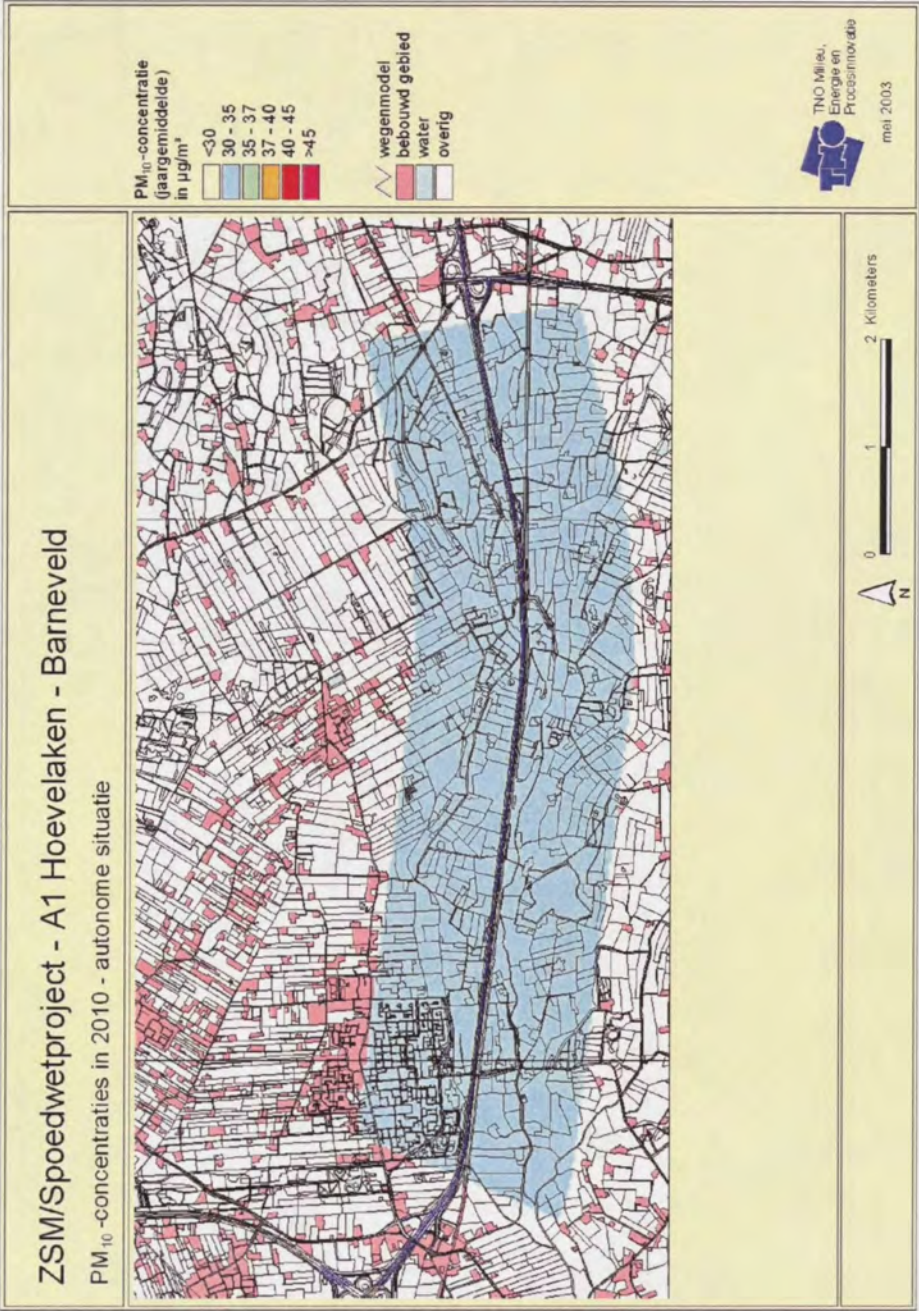 ZSM/Spoedwetproject - A1 Hoevelaken - Barneveld
PM₁₀ -concentraties in 2010 - autonome situatie
PM₁₀-concentratie
(jaargemiddelde)
in µg/m³
<30
30 - 35
35 - 37
37 - 40
40 - 45
>45
wegenmodel
bebouwd gebied
water
overig
N
0 1 2 Kilometers
TNO
TNO Milieu,
Energie en
Procesinnovatie
mei 2003